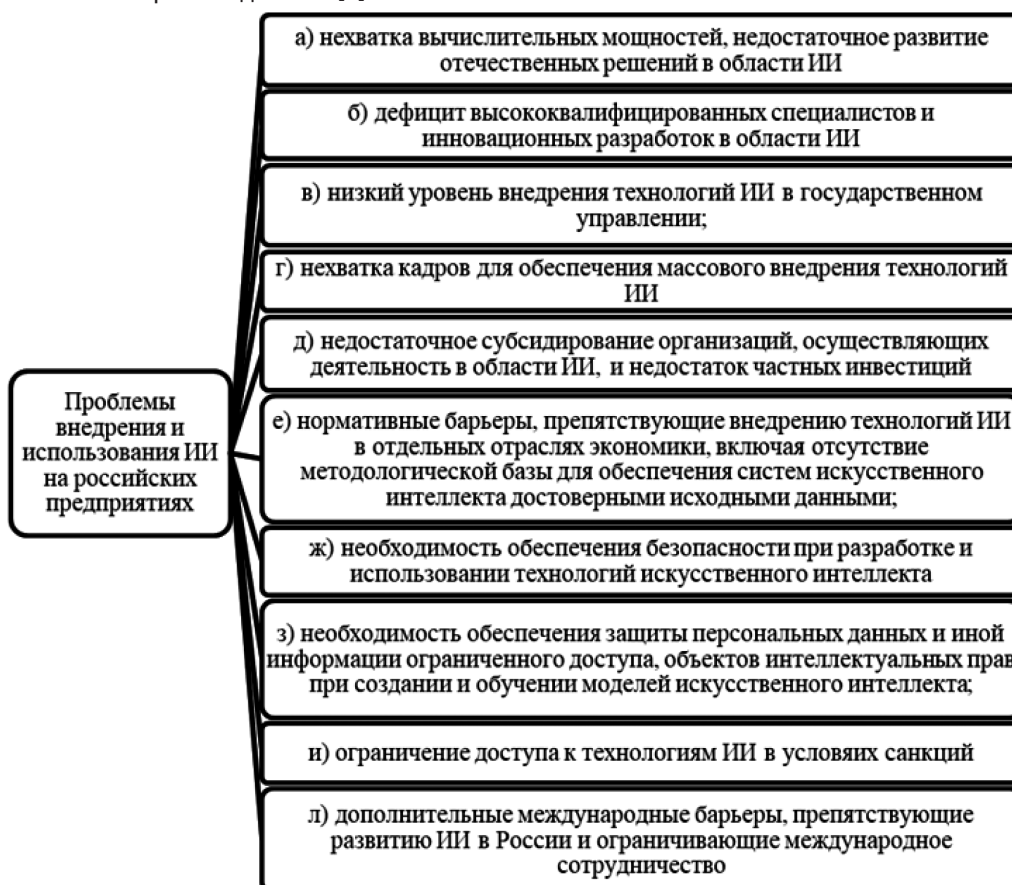 а) нехватка вычислительных мощностей, недостаточное развитие
отечественных решений в области ИИ
б) дефицит высококвалифицированных специалистов и
инновационных разработок в области ИИ
в) низкий уровень внедрения технологий ИИ в государственном
управлении;
г) нехватка кадров для обеспечения массового внедрения технологий
ИИ
д) недостаточное субсидирование организаций, осуществляющих
деятельность в области ИИ, и недостаток частных инвестиций
Проблемы
внедрения и
использования ИИ
на российских
предприятиях
е) нормативные барьеры, препятствующие внедрению технологий ИИ
в отдельных отраслях экономики, включая отсутствие
методологической базы для обеспечения систем искусственного
интеллекта достоверными исходными данными;
ж) необходимость обеспечения безопасности при разработке и
использовании технологий искусственного интеллекта
з) необходимость обеспечения защиты персональных данных и иной
информации ограниченного доступа, объектов интеллектуальных прав
при создании и обучении моделей искусственного интеллекта;
и) ограничение доступа к технологиям ИИ в условяих санкций
л) дополнительные международные барьеры, препятствующие
развитию ИИ в России и ограничивающие международное
сотрудничество